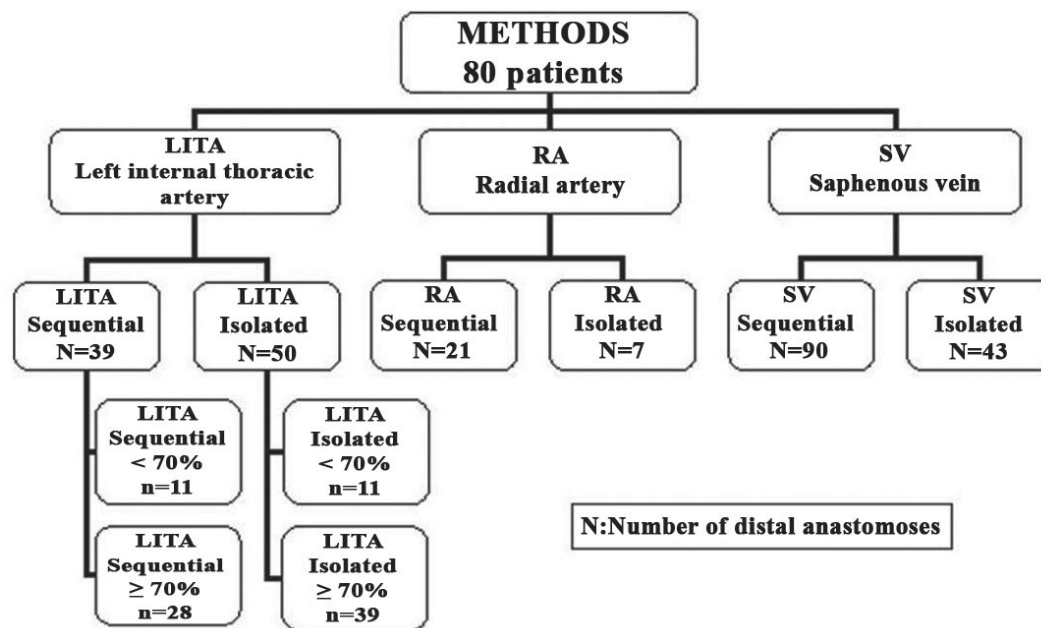 METHODS
80 patients
LITA
Left internal thoracic
artery
RA
Radial artery
SV
Saphenous vein
LITA
Sequential
N=39
LITA
Isolated
N=50
RA
Sequential
N=21
RA
Isolated
N=7
SV
Sequential
N=90
SV
Isolated
N=43
LITA
Sequential
< 70%
n=11
LITA
Isolated
< 70%
n=11
LITA
Sequential
≥ 70%
n=28
LITA
Isolated
≥ 70%
n=39
N:Number of distal anastomoses